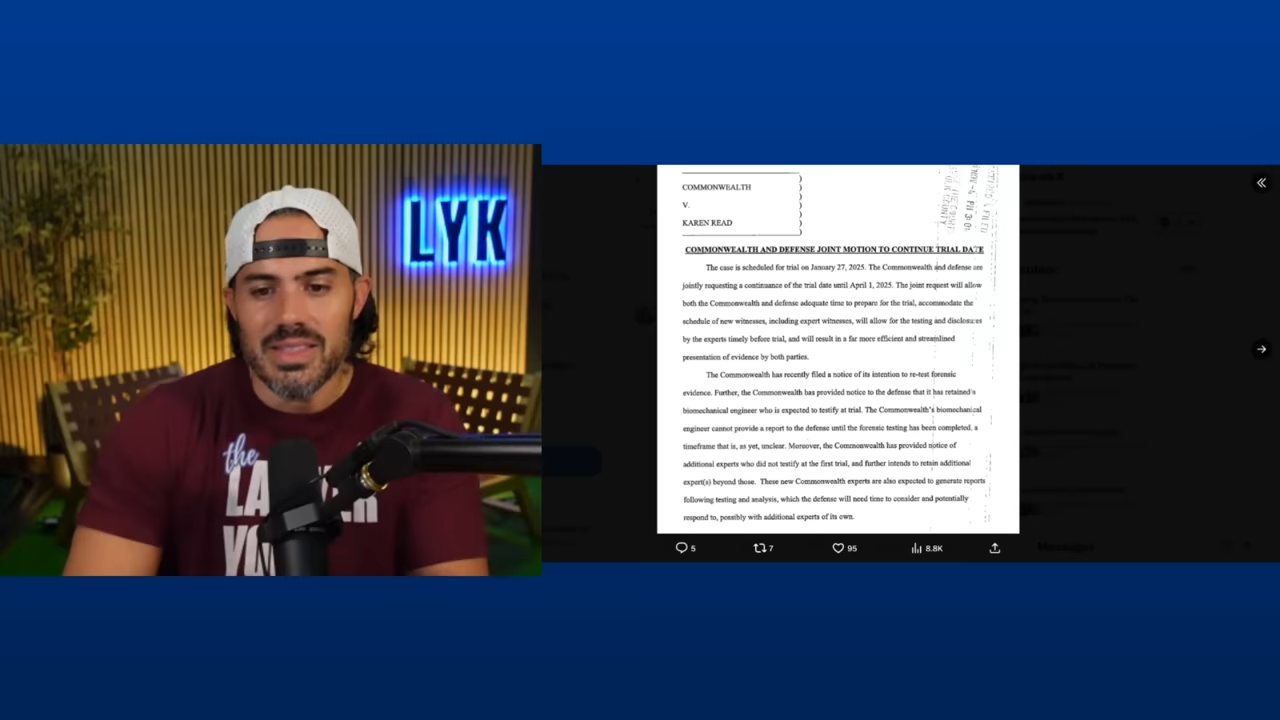 LYK
the
LA
YO
COMMONWEALTH
V.
KAREN READ
COMMONWEALTH AND DEFENSE JOINT MOTION TO CONTINUE TRIAL DATE
The case is scheduled for trial on January 27, 2025. The Commonwealth and defense are
jointly requesting a continuance of the trial date until April 1, 2025. The joint request will allow
both the Commonwealth and defense adequate time to prepare for the trial, accommodate the
schedule of new witnesses, including expert witnesses, will allow for the testing and disclosures
by the experts timely before trial, and will result in a far more efficient and streamlined
presentation of evidence by both parties.
The Commonwealth has recently filed a notice of its intention to re-test forensic
evidence. Further, the Commonwealth has provided notice to the defense that it has retained a
biomechanical engineer who is expected to testify at trial. The Commonwealth's biomechanical
engineer cannot provide a report to the defense until the forensic testing has been completed, a
timeframe that is, as yet, unclear. Moreover, the Commonwealth has provided notice of
additional experts who did not testify at the first trial, and further intends to retain additional
expert(s) beyond those. These new Commonwealth experts are also expected to generate reports
following testing and analysis, which the defense will need time to consider and potentially
respond to, possibly with additional experts of its own.
5 7 95 8.8K
Messages